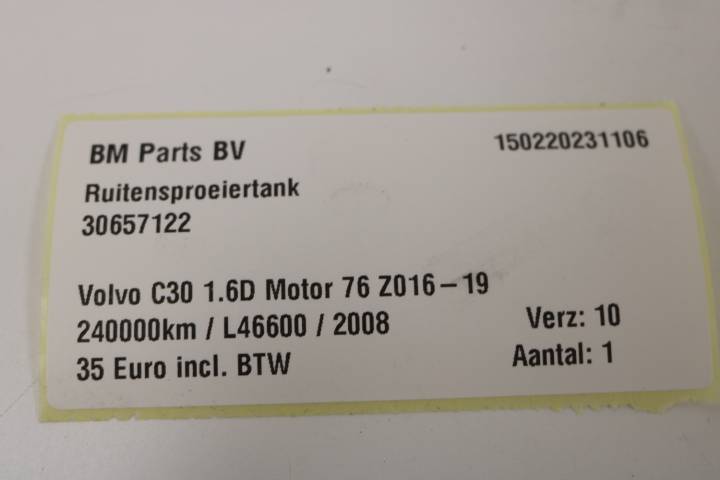 BM Parts BV 150220231106
Ruitensproeiertank
30657122
Volvo C30 1.6D Motor 76 Z016-19
240000km / L46600 / 2008 Verz: 10
35 Euro incl. BTW Aantal: 1